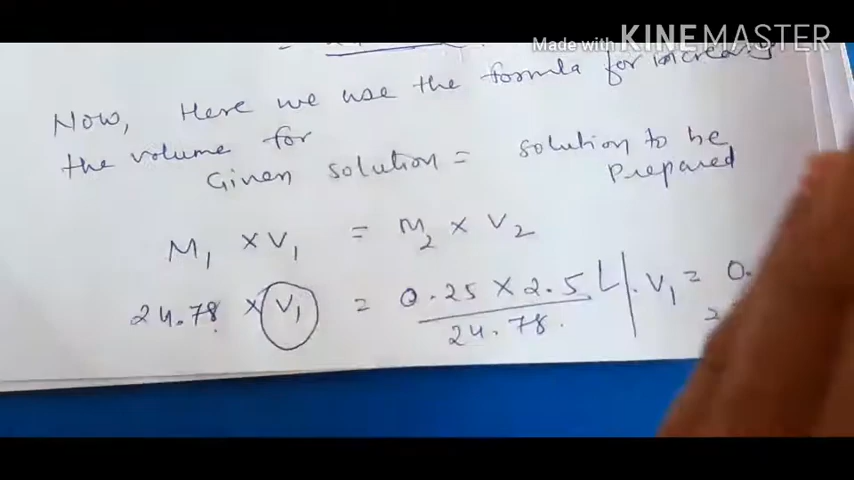 Made with KINEMASTER
Now, Here we use the formula for increasing
the volume for
Given solution = solution to be
Prepared
M1 × V1 = M2 × V2
24.78 × V1 = 0.25 × 2.5 L / 24.78 . V1 = 0.